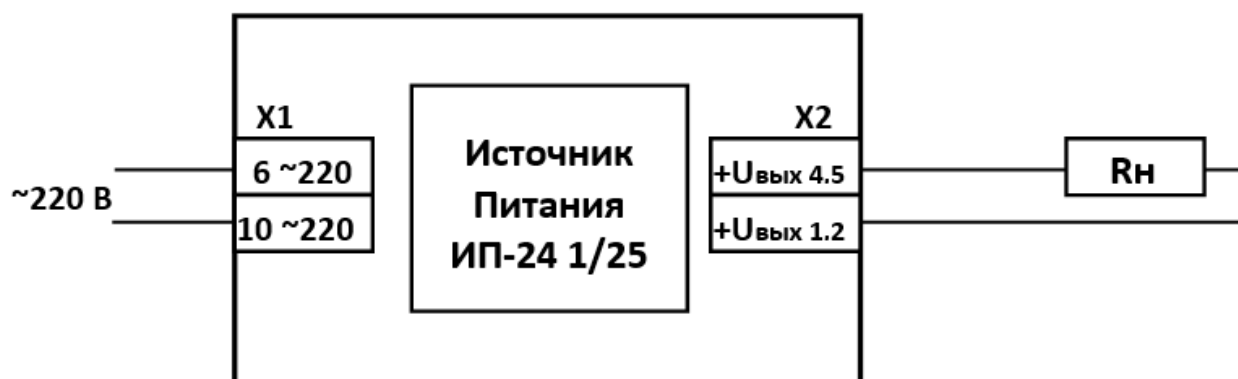 X1
X2
~220 В
6 ~220
10 ~220
Источник
Питания
ИП-24 1/25
+Uвых 4.5
+Uвых 1.2
Rн